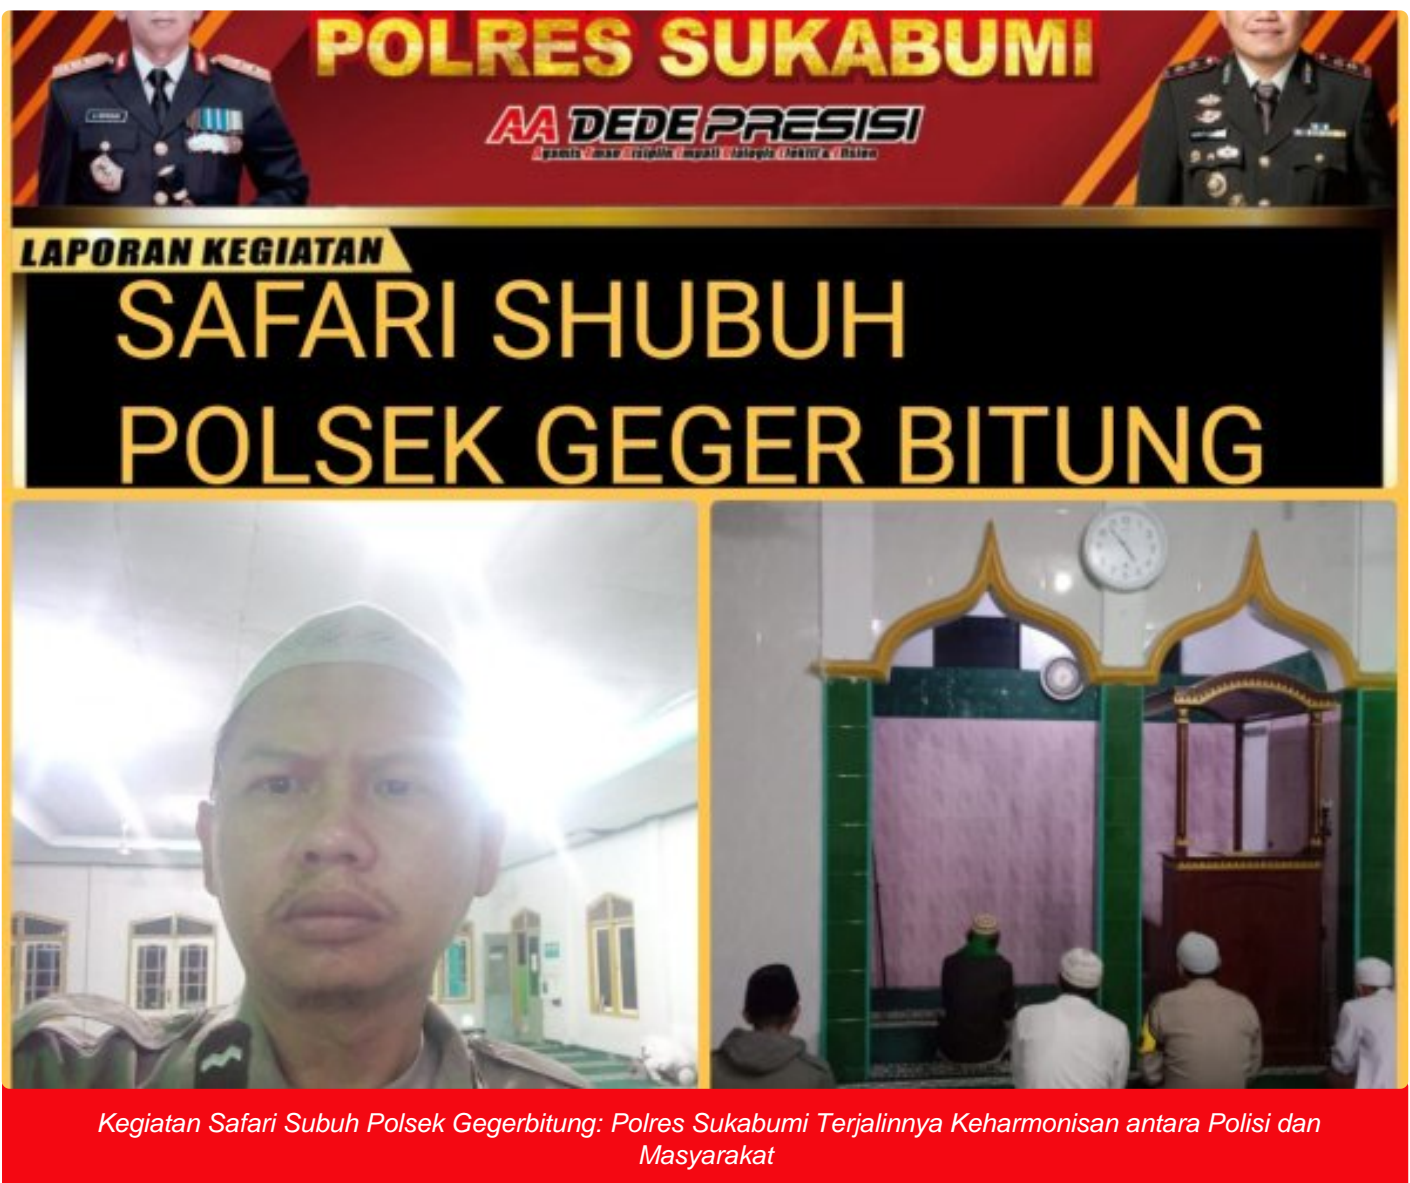 POLRES SUKABUMI
AA DEDE PRESISI
LAPORAN KEGIATAN
SAFARI SHUBUH
POLSEK GEGER BITUNG
Kegiatan Safari Subuh Polsek Gegerbitung: Polres Sukabumi Terjalinnya Keharmonisan antara Polisi dan
Masyarakat